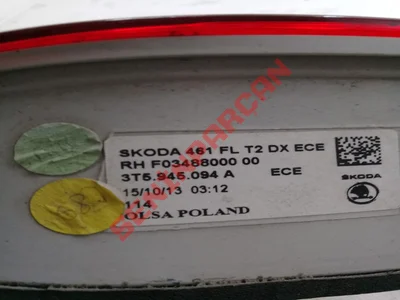 SKODA 461 FL T2 DX ECE
RH F03488000 00
3T5.945.094 A ECE
15/10/13 03:12 SKODA
114
OLSA POLAND